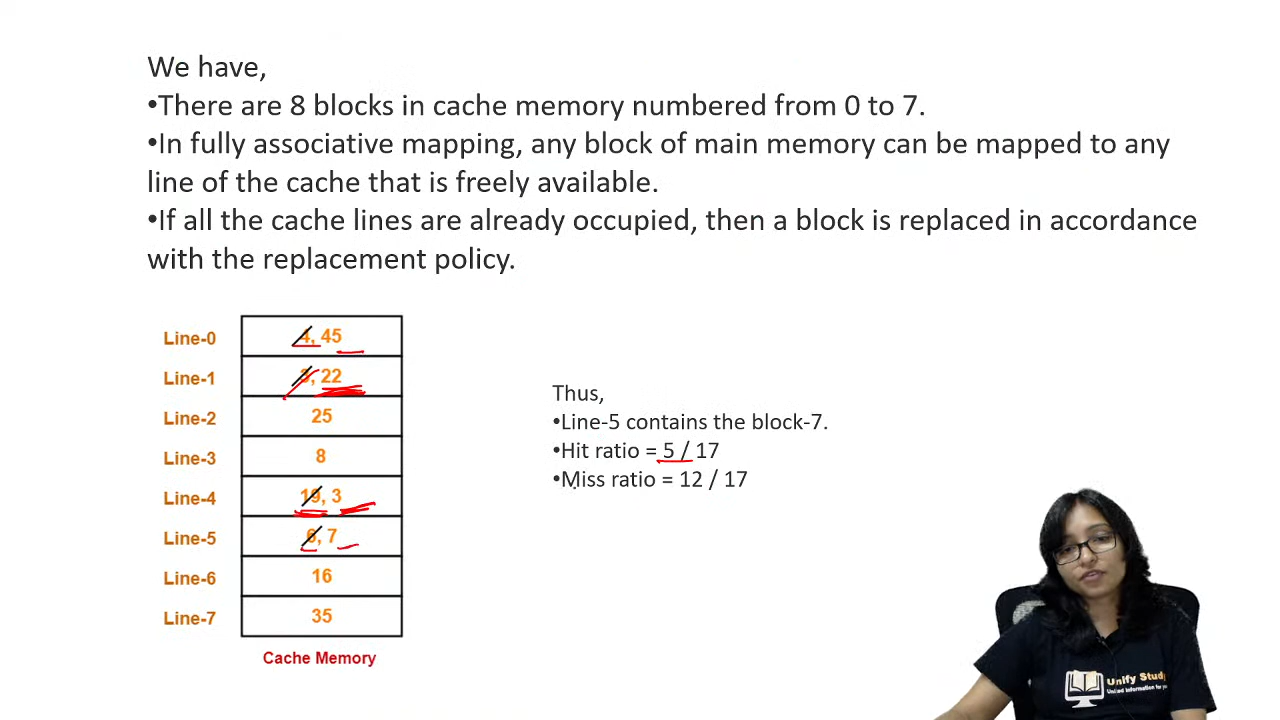 We have,
•There are 8 blocks in cache memory numbered from 0 to 7.
•In fully associative mapping, any block of main memory can be mapped to any
line of the cache that is freely available.
•If all the cache lines are already occupied, then a block is replaced in accordance
with the replacement policy.
Line-0 4, 45
Line-1 3, 22
Line-2 25
Line-3 8
Line-4 19, 3
Line-5 6, 7
Line-6 16
Line-7 35
Cache Memory
Thus,
•Line-5 contains the block-7.
•Hit ratio = 5 / 17
•Miss ratio = 12 / 17
Unify Study